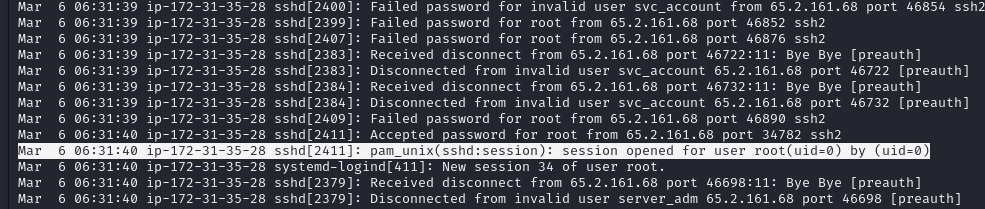 Mar  6 06:31:39 ip-172-31-35-28 sshd[2400]: Failed password for invalid user svc_account from 65.2.161.68 port 46854 ssh2
Mar  6 06:31:39 ip-172-31-35-28 sshd[2399]: Failed password for root from 65.2.161.68 port 46852 ssh2
Mar  6 06:31:39 ip-172-31-35-28 sshd[2407]: Failed password for root from 65.2.161.68 port 46876 ssh2
Mar  6 06:31:39 ip-172-31-35-28 sshd[2383]: Received disconnect from 65.2.161.68 port 46722:11: Bye Bye [preauth]
Mar  6 06:31:39 ip-172-31-35-28 sshd[2383]: Disconnected from invalid user svc_account 65.2.161.68 port 46722 [preauth]
Mar  6 06:31:39 ip-172-31-35-28 sshd[2384]: Received disconnect from 65.2.161.68 port 46732:11: Bye Bye [preauth]
Mar  6 06:31:39 ip-172-31-35-28 sshd[2384]: Disconnected from invalid user svc_account 65.2.161.68 port 46732 [preauth]
Mar  6 06:31:39 ip-172-31-35-28 sshd[2409]: Failed password for root from 65.2.161.68 port 46890 ssh2
Mar  6 06:31:40 ip-172-31-35-28 sshd[2411]: Accepted password for root from 65.2.161.68 port 34782 ssh2
Mar  6 06:31:40 ip-172-31-35-28 sshd[2411]: pam_unix(sshd:session): session opened for user root(uid=0) by (uid=0)
Mar  6 06:31:40 ip-172-31-35-28 systemd-logind[411]: New session 34 of user root.
Mar  6 06:31:40 ip-172-31-35-28 sshd[2379]: Received disconnect from 65.2.161.68 port 46698:11: Bye Bye [preauth]
Mar  6 06:31:40 ip-172-31-35-28 sshd[2379]: Disconnected from invalid user server_adm 65.2.161.68 port 46698 [preauth]